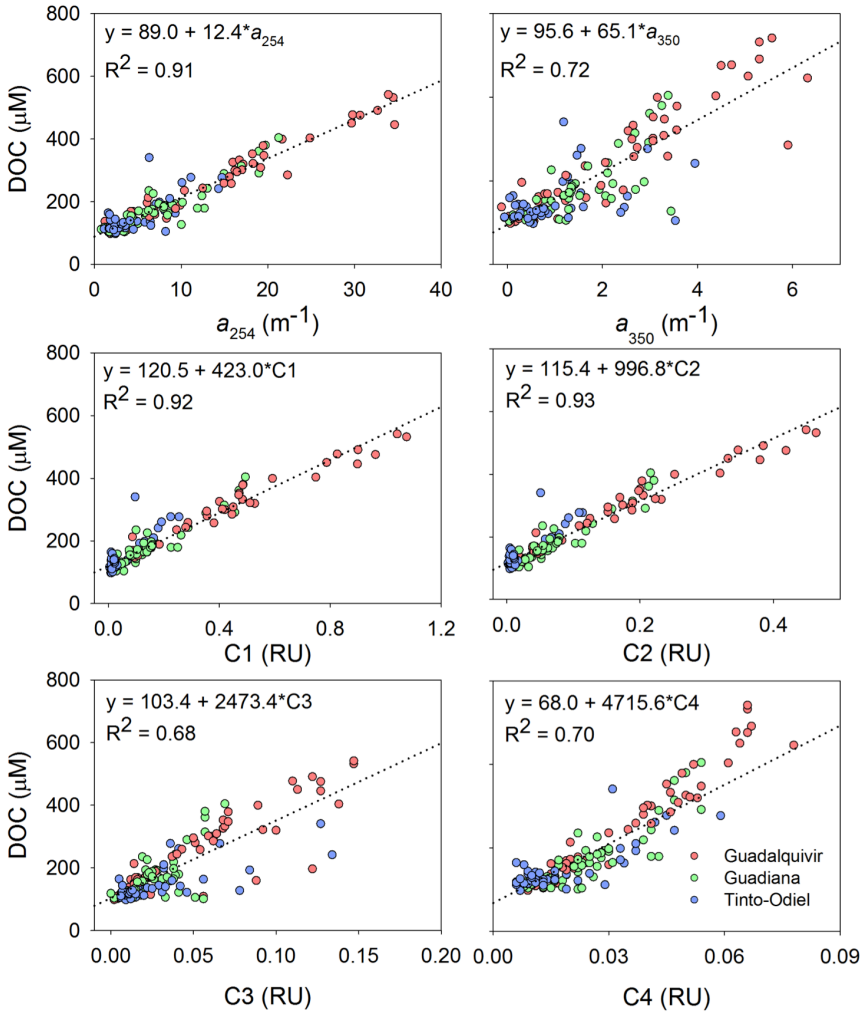 y = 89.0 + 12.4*a254
R2 = 0.91
800
600
400
200
0
DOC (µM)
0 10 20 30 40
a254 (m-1)
y = 95.6 + 65.1*a350
R2 = 0.72
0 2 4 6
a350 (m-1)
y = 120.5 + 423.0*C1
R2 = 0.92
800
600
400
200
0
DOC (µM)
0.0 0.4 0.8 1.2
C1 (RU)
y = 115.4 + 996.8*C2
R2 = 0.93
0.0 0.2 0.4
C2 (RU)
y = 103.4 + 2473.4*C3
R2 = 0.68
800
600
400
200
0
DOC (µM)
0.00 0.05 0.10 0.15 0.20
C3 (RU)
y = 68.0 + 4715.6*C4
R2 = 0.70
Guadalquivir
Guadiana
Tinto-Odiel
0.00 0.03 0.06 0.09
C4 (RU)